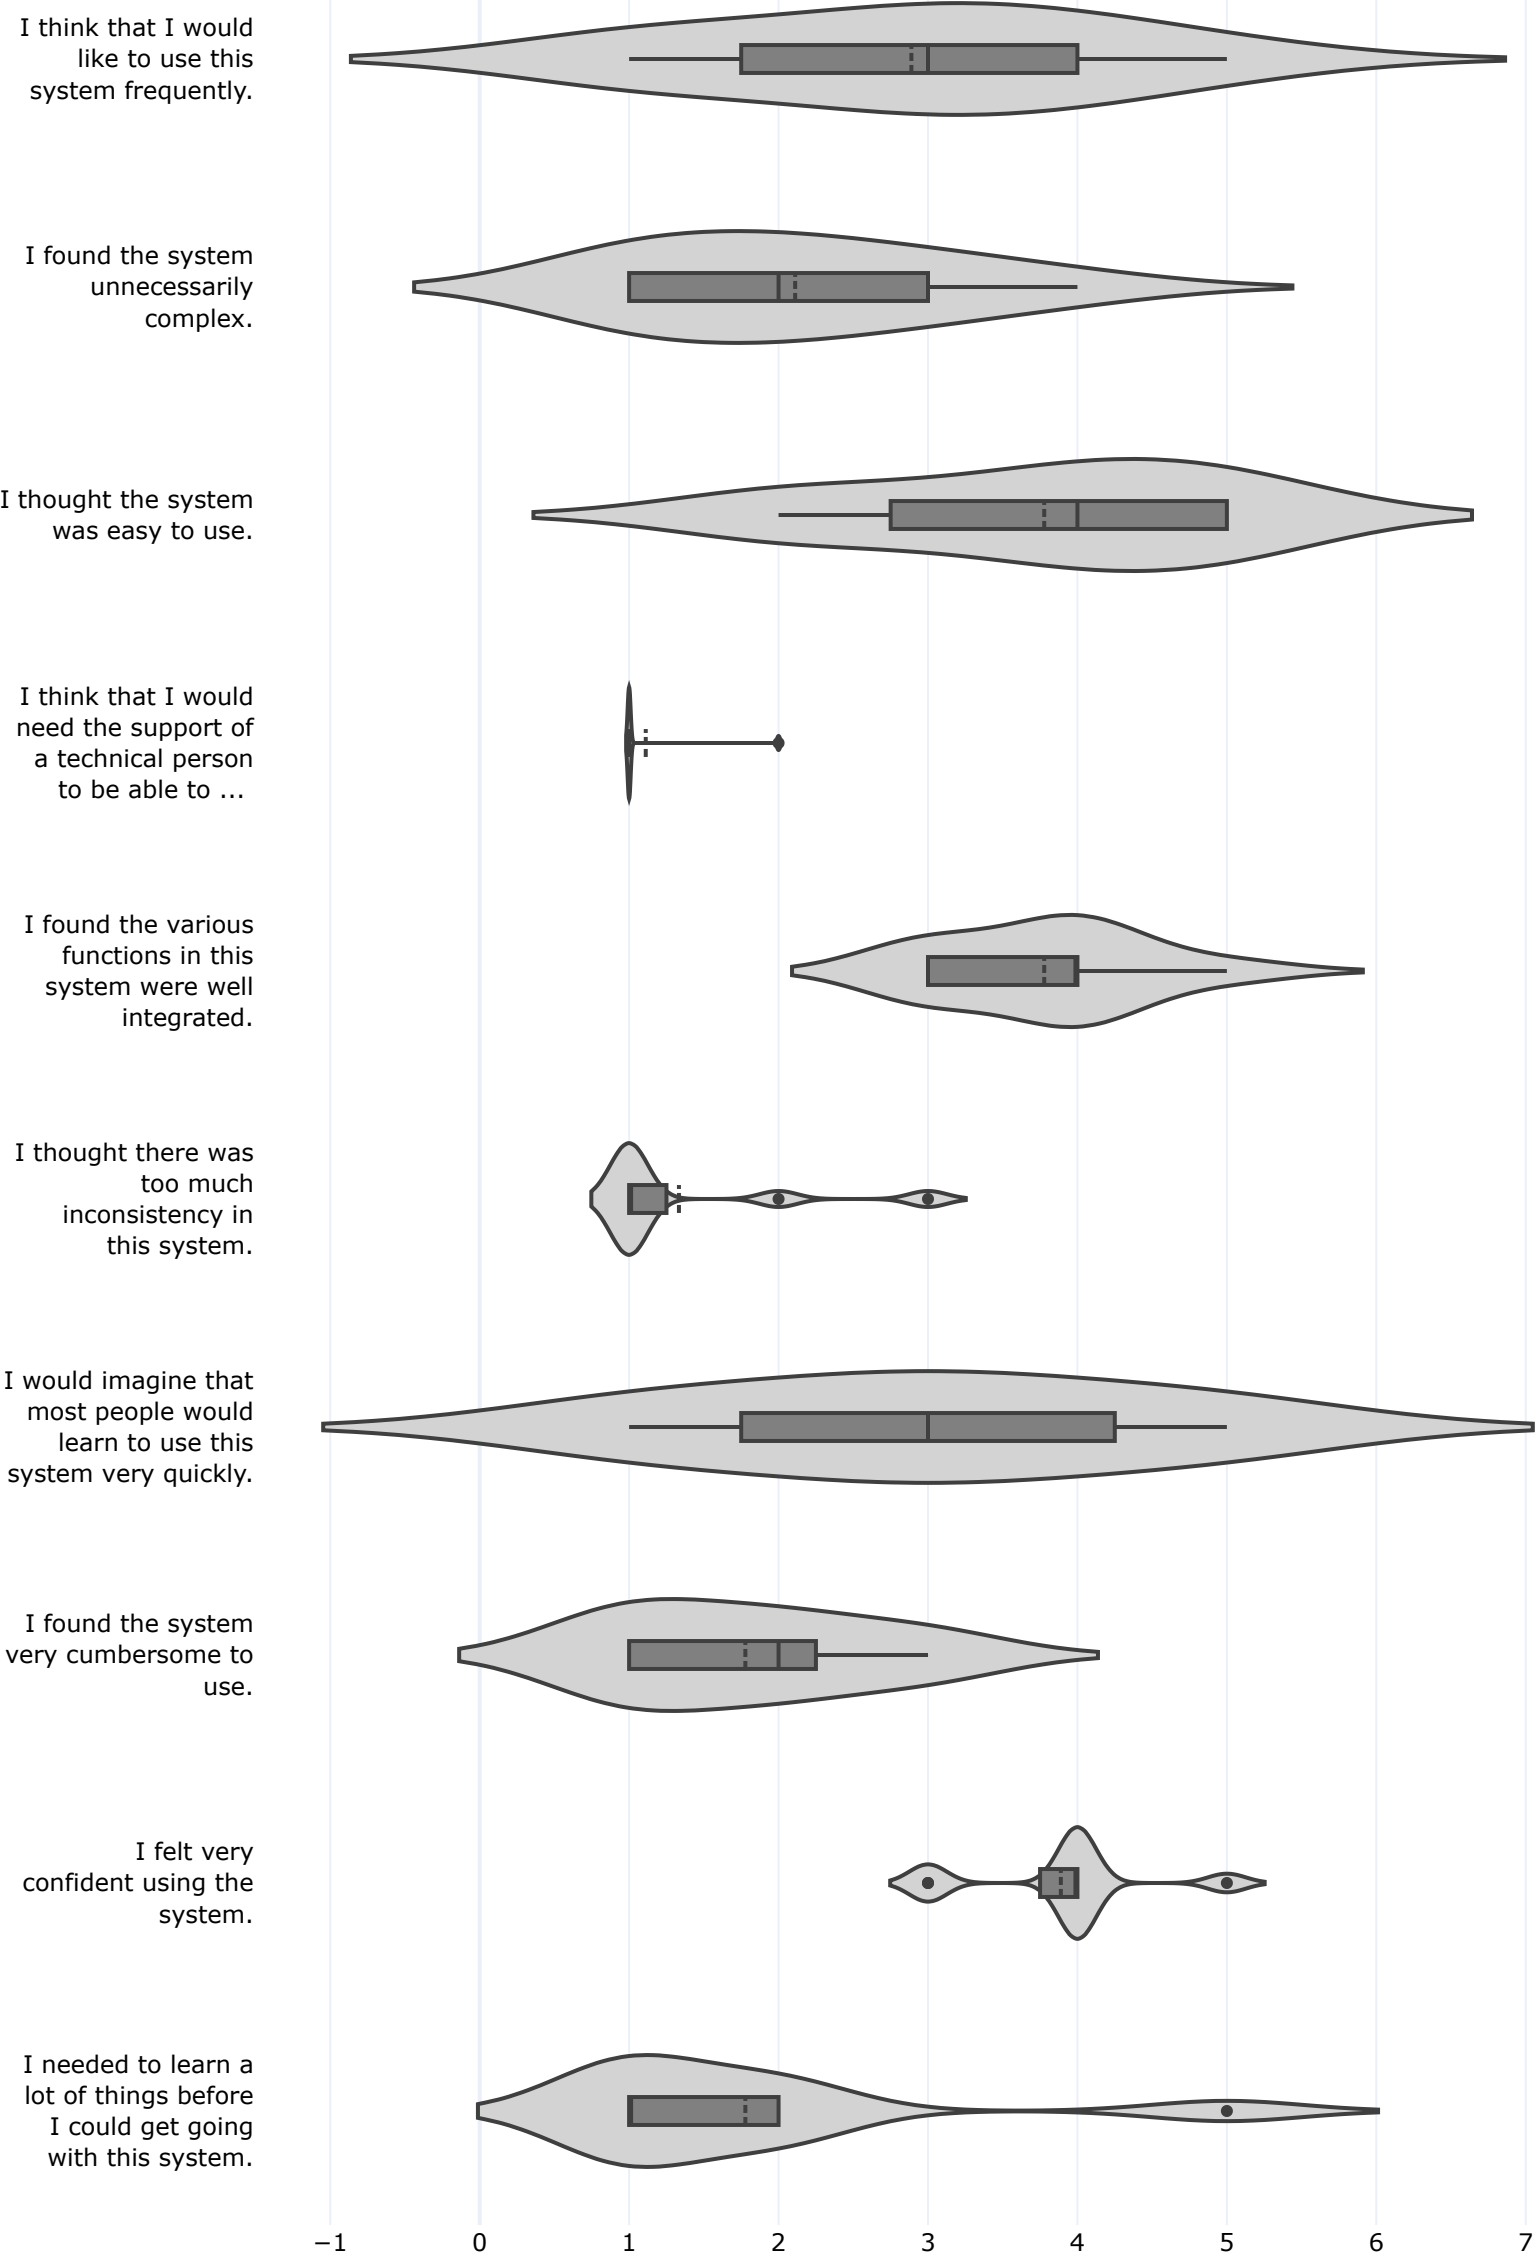 I think that I would
like to use this
system frequently.
I found the system
unnecessarily
complex.
I thought the system
was easy to use.
I think that I would
need the support of
a technical person
to be able to …
I found the various
functions in this
system were well
integrated.
I thought there was
too much
inconsistency in
this system.
I would imagine that
most people would
learn to use this
system very quickly.
I found the system
very cumbersome to
use.
I felt very
confident using the
system.
I needed to learn a
lot of things before
I could get going
with this system.
−1 0 1 2 3 4 5 6 7